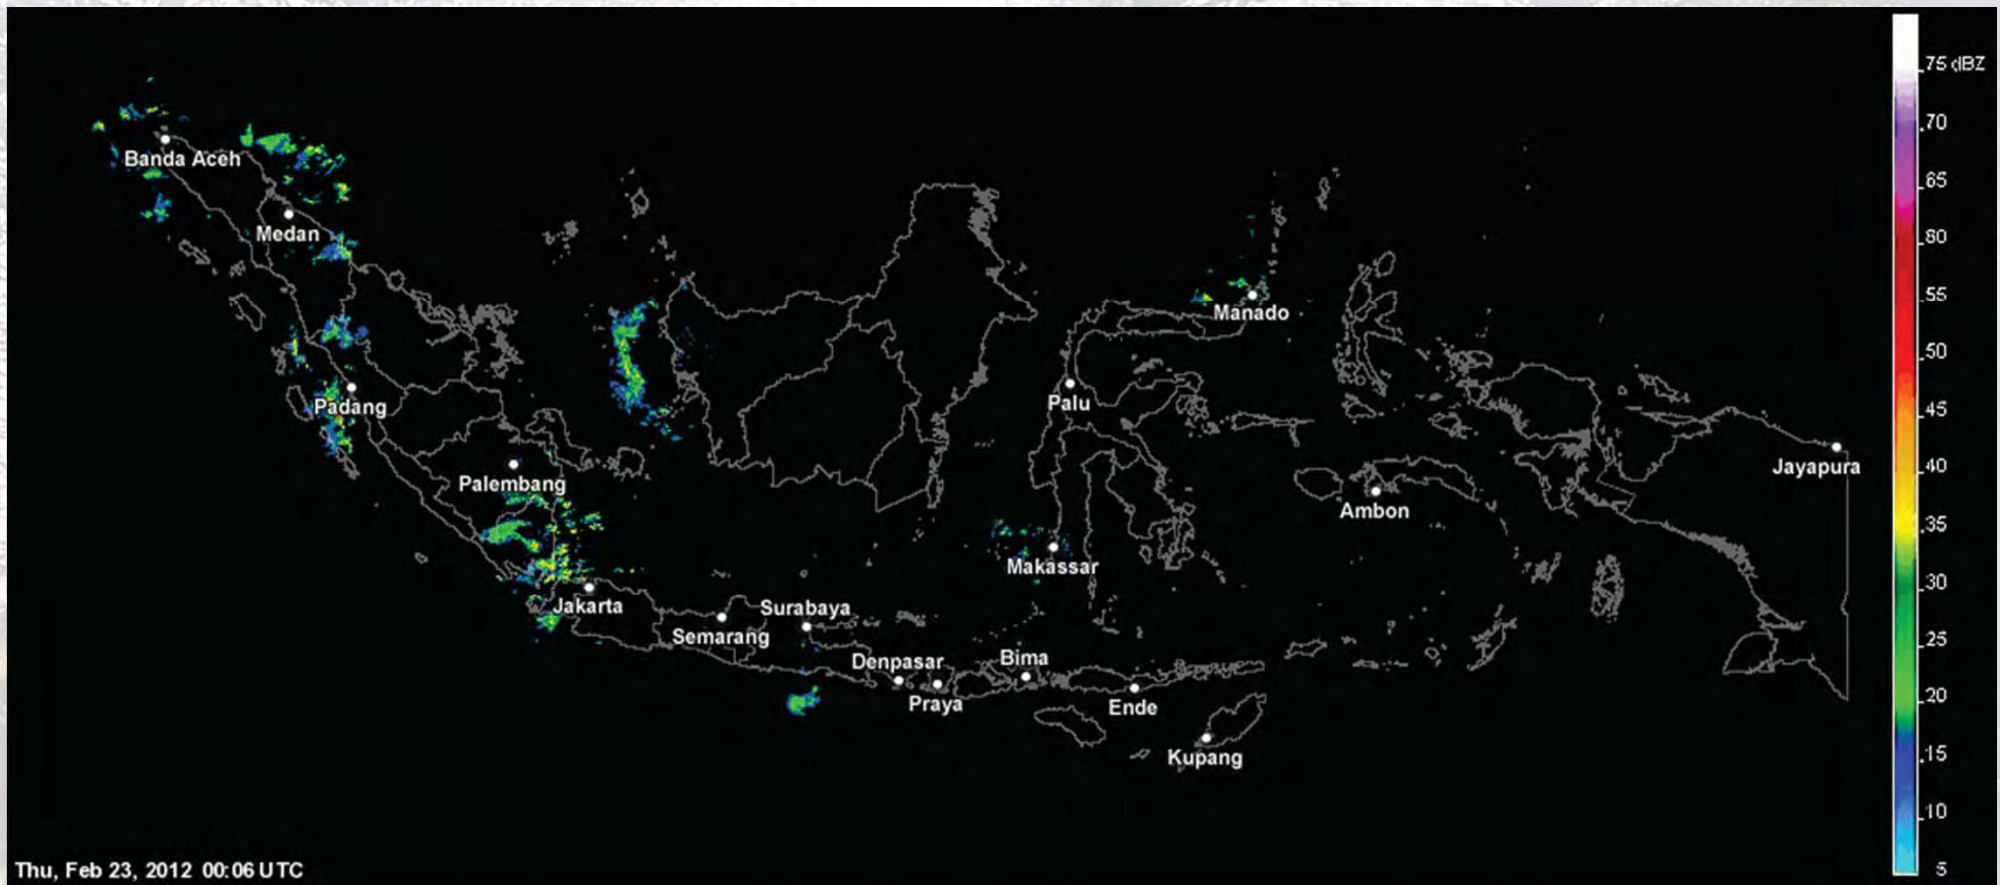 .75 dBZ
.70
.65
.80
.55
.50
.45
.40
.35
.30
.25
.20
.15
.10
5
Banda Aceh
Medan
Manado
Padang
Palu
Palembang
Jayapura
Ambon
Makassar
Jakarta
Surabaya
Semarang
Denpasar
Bima
Praya
Ende
Kupang
Thu, Feb 23, 2012 00:06 UTC